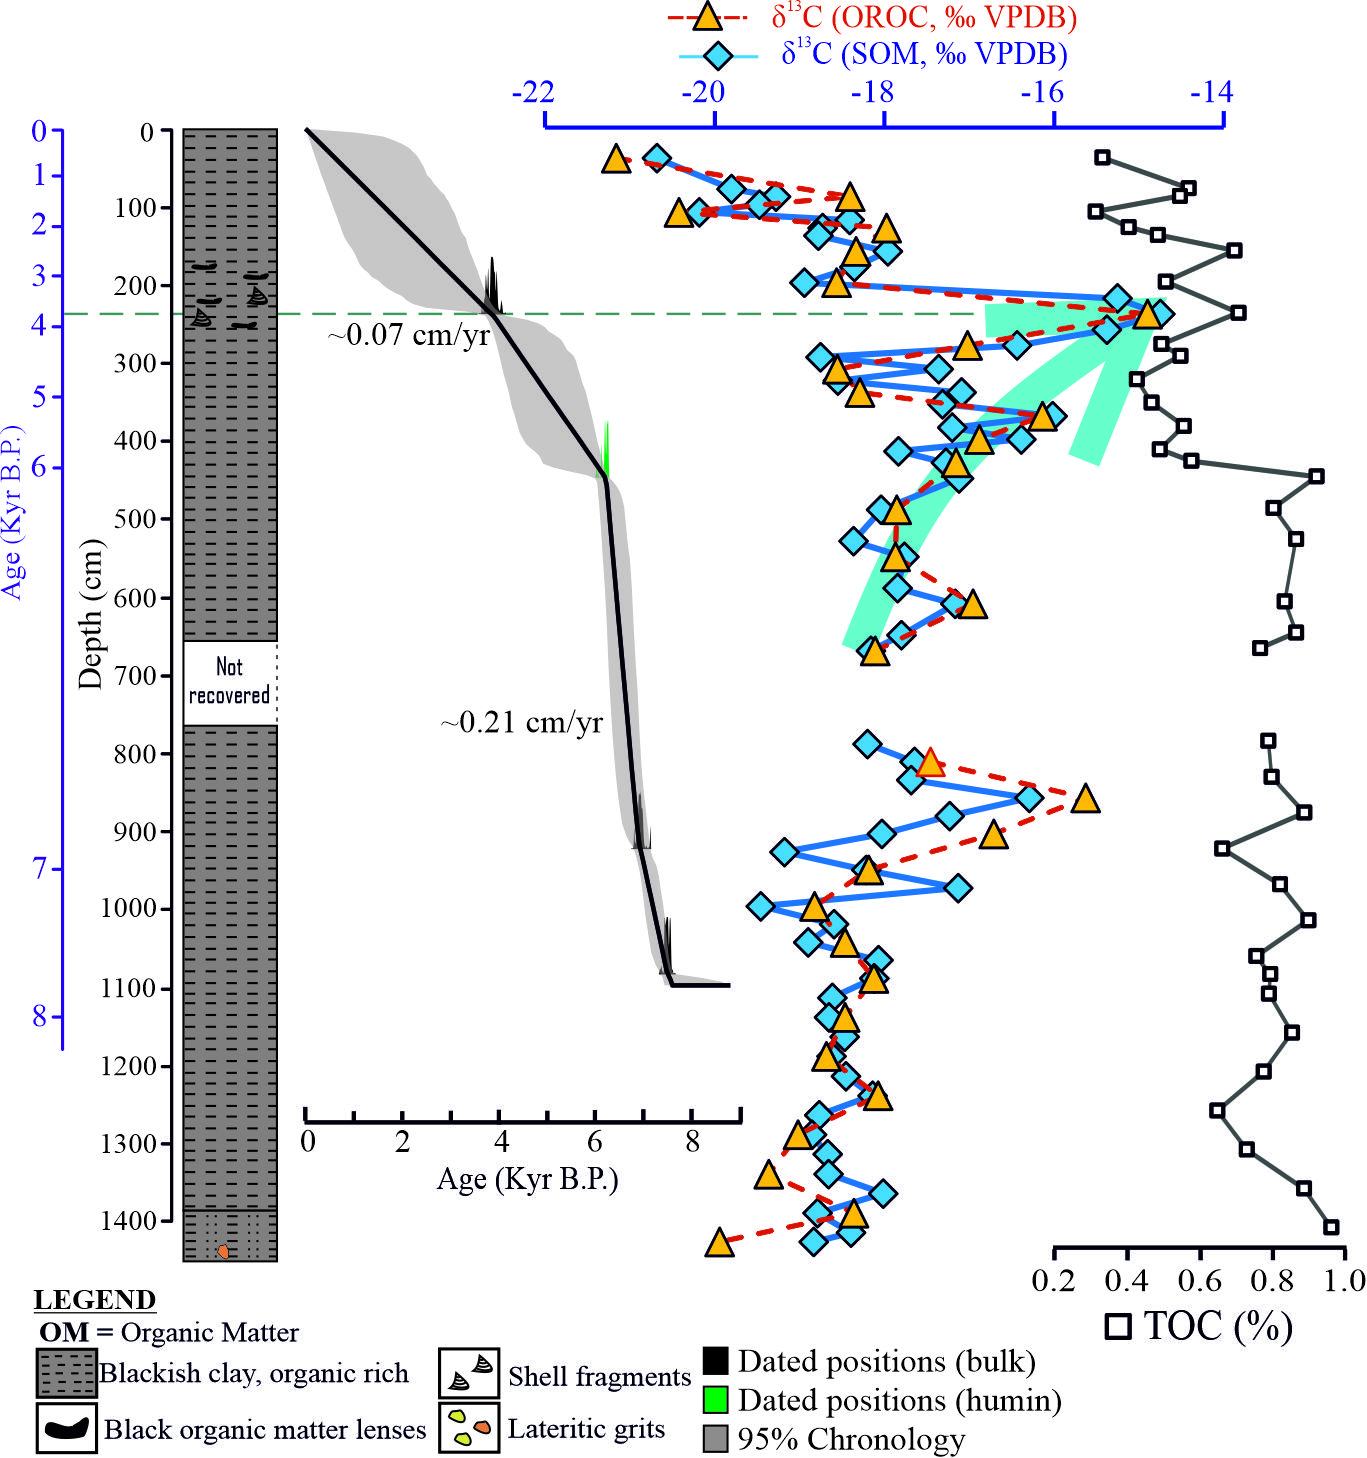 δ13C (OROC, ‰ VPDB)
δ13C (SOM, ‰ VPDB)
-22 -20 -18 -16 -14
Age (Kyr B.P.)
0
1
2
3
4
5
6
7
8
Depth (cm)
0
100
200
300
400
500
600
700
800
900
1000
1100
1200
1300
1400
Not
recovered
~0.07 cm/yr
~0.21 cm/yr
0 2 4 6 8
Age (Kyr B.P.)
0.2 0.4 0.6 0.8 1.0
TOC (%)
LEGEND
OM = Organic Matter
Blackish clay, organic rich
Black organic matter lenses
Shell fragments
Lateritic grits
Dated positions (bulk)
Dated positions (humin)
95% Chronology